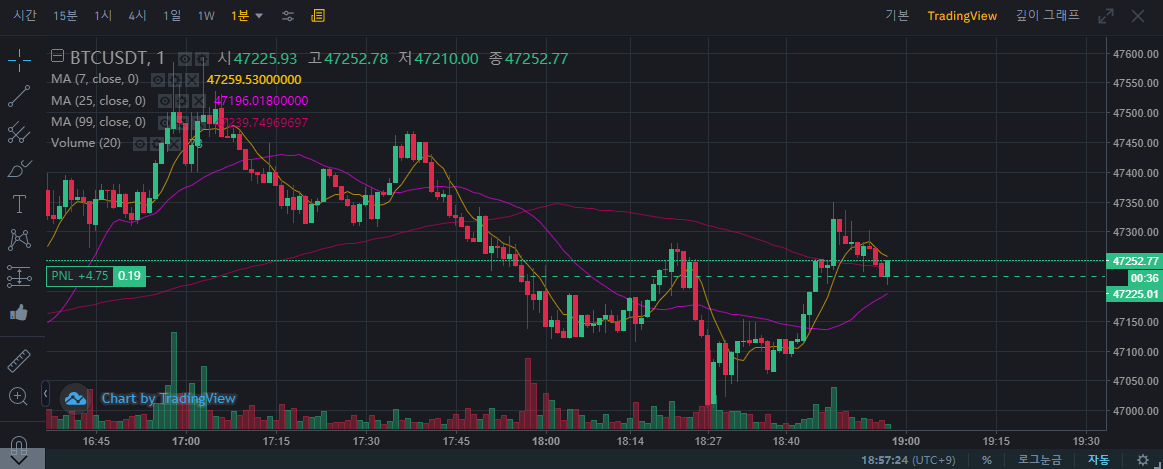 시간 15분 1시 4시 1일 1W 1분 기본 TradingView 깊이 그래프
BTCUSDT, 1 시47225.93 고47252.78 저47210.00 종47252.77
MA (7, close, 0) 47259.53000000
MA (25, close, 0) 47196.01800000
MA (99, close, 0)
Volume (20)
47600.00
47550.00
47500.00
47450.00
47400.00
47350.00
47300.00
47252.77
00:36
PNL +4.75 0.19
47225.01
47150.00
47100.00
47050.00
47000.00
Chart by TradingView
16:45 17:00 17:15 17:30 17:45 18:00 18:14 18:27 18:40 19:00 19:15 19:30
18:57:24 (UTC+9) % 로그눈금 자동